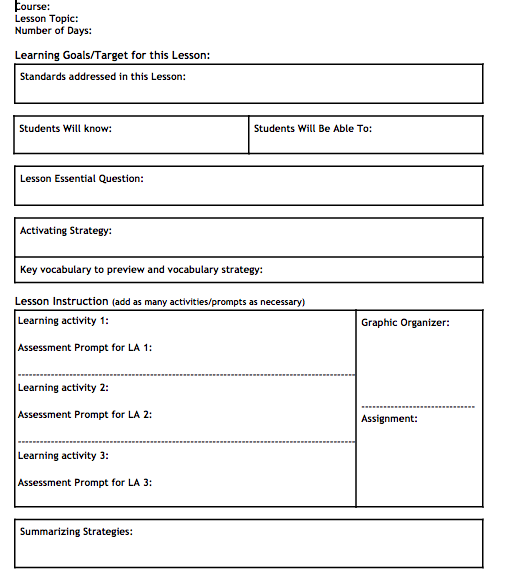 Course:
Lesson Topic:
Number of Days:
Learning Goals/Target for this Lesson:
Standards addressed in this Lesson:
Students Will know:
Students Will Be Able To:
Lesson Essential Question:
Activating Strategy:
Key vocabulary to preview and vocabulary strategy:
Lesson Instruction (add as many activities/prompts as necessary)
Learning activity 1:
Assessment Prompt for LA 1:
Learning activity 2:
Assessment Prompt for LA 2:
Learning activity 3:
Assessment Prompt for LA 3:
Graphic Organizer:
Assignment:
Summarizing Strategies: